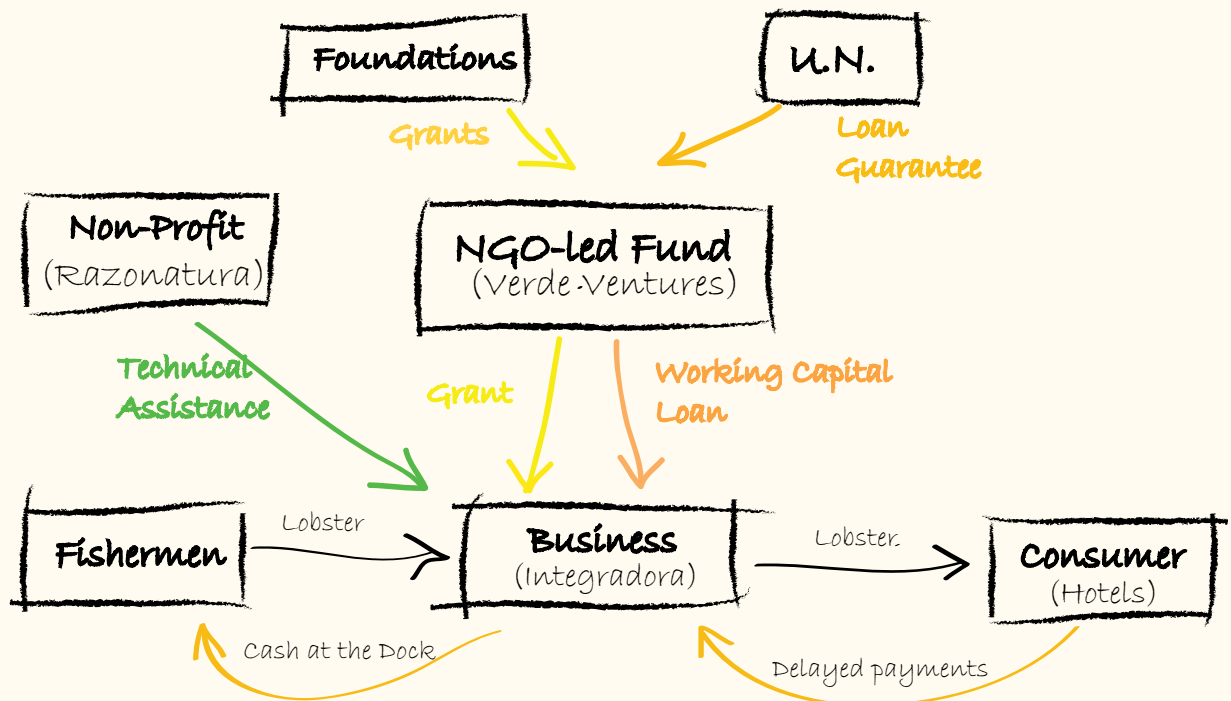 Foundations
U.N.
Grants
Loan
Guarantee
Non-Profit
(Razonatura)
NGO-led Fund
(Verde-Ventures)
Technical
Assistance
Grant
Working Capital
Loan
Fishermen
Lobster
Business
(Integradora)
Lobster
Consumer
(Hotels)
Cash at the Dock
Delayed payments